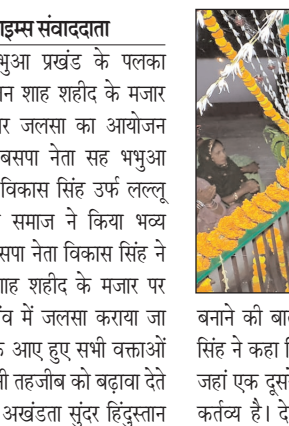 इम्स संवाददाता
भुआ प्रखंड के पलका
न शाह शहीद के मजार
र जलसा का आयोजन
बसपा नेता सह भभुआ
विकास सिंह उर्फ लल्लू
समाज ने किया भव्य
सपा नेता विकास सिंह ने
ाह शहीद के मजार पर
ंव में जलसा कराया जा
आए हुए सभी वक्ताओं
ी तहजीब को बढ़ावा देते
अखंडता सुंदर हिंदुस्तान
बनाने की बा
सिंह ने कहा
जहां एक दूस
कर्तव्य है। दे